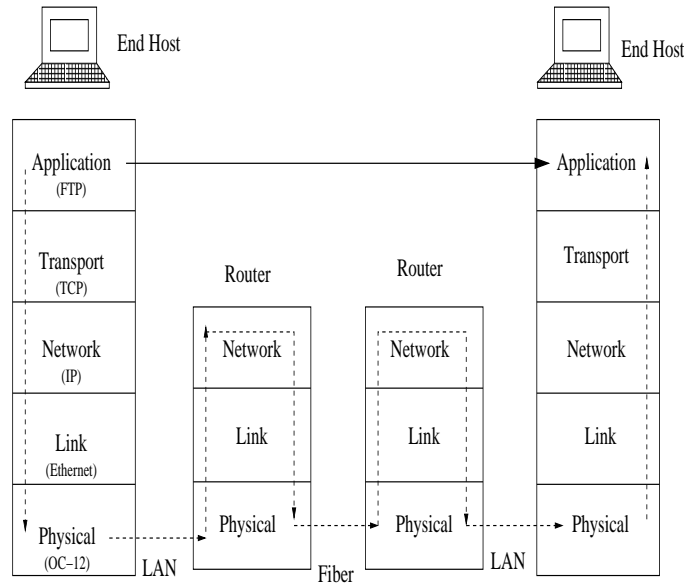 End Host
End Host
Application
(FTP)
Application
Transport
(TCP)
Transport
Router
Router
Network
(IP)
Network
Network
Network
Link
(Ethernet)
Link
Link
Link
Physical
(OC–12)
Physical
Physical
Physical
LAN
Fiber
LAN